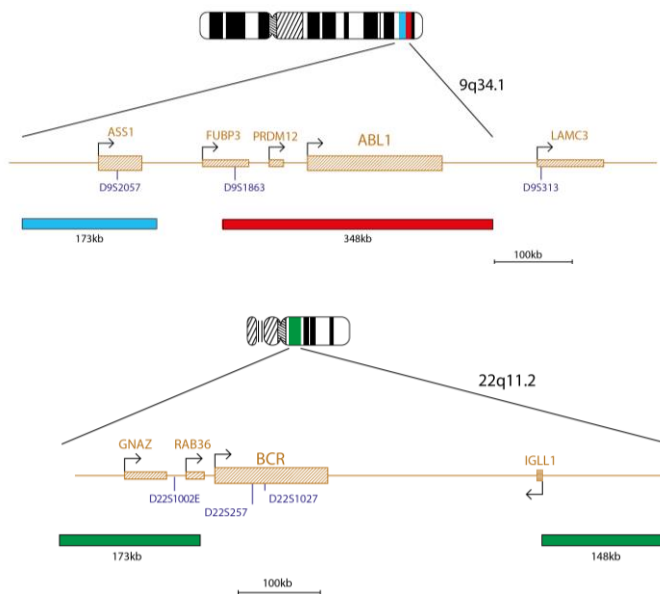 9q34.1
ASS1
FUBP3
PRDM12
ABL1
LAMC3
D9S2057
D9S1863
D9S313
173kb
348kb
100kb
22q11.2
GNAZ
RAB36
BCR
IGLL1
D22S1002E
D22S1027
D22S257
173kb
148kb
100kb